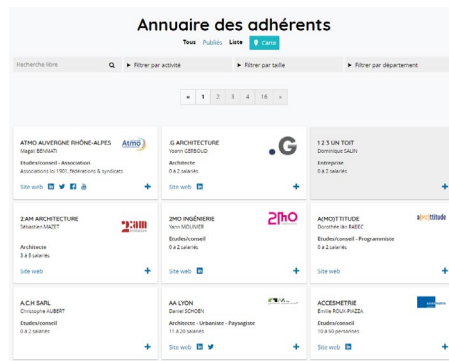 Annuaire des adhérents
Tous Publiés Liste Carte
Recherche libre
► Filtrer par activité
► Filtrer par taille
► Filtrer par département
« 1 2 3 4 16 »
ATMO AUVERGNE RHÔNE-ALPES
Atmo
Magali BENMATI
Etudes/conseil - Association
Associations loi 1901, fédérations & syndicats
Site web
+
.G ARCHITECTURE
.G
Yoann GERBOUD
Architecte
0 à 2 salariés
Site web
+
1 2 3 UN TOIT
Dominique SALIN
Entreprise
0 à 2 salariés
+
2:AM ARCHITECTURE
2:am
Sébastien MAZET
Architecte
3 à 5 salariés
Site web
+
2MO INGÉNIERIE
2mo
Yann MOUNIER
Etudes/conseil
0 à 2 salariés
Site web
+
A(MO)TTITUDE
a(mo)ttitude
Dorothée Ián RABEC
Etudes/conseil - Programmiste
0 à 2 salariés
Site web
+
A.C.H SARL
Christophe AUBERT
Etudes/conseil
0 à 2 salariés
+
AA LYON
Daniel SCHOEN
Architecte - Urbaniste - Paysagiste
11 à 20 salariés
Site web
+
ACCESMETRIE
Emilie ROUX-PIAZZA
Etudes/conseil
10 à 50 personnes
Site web
+